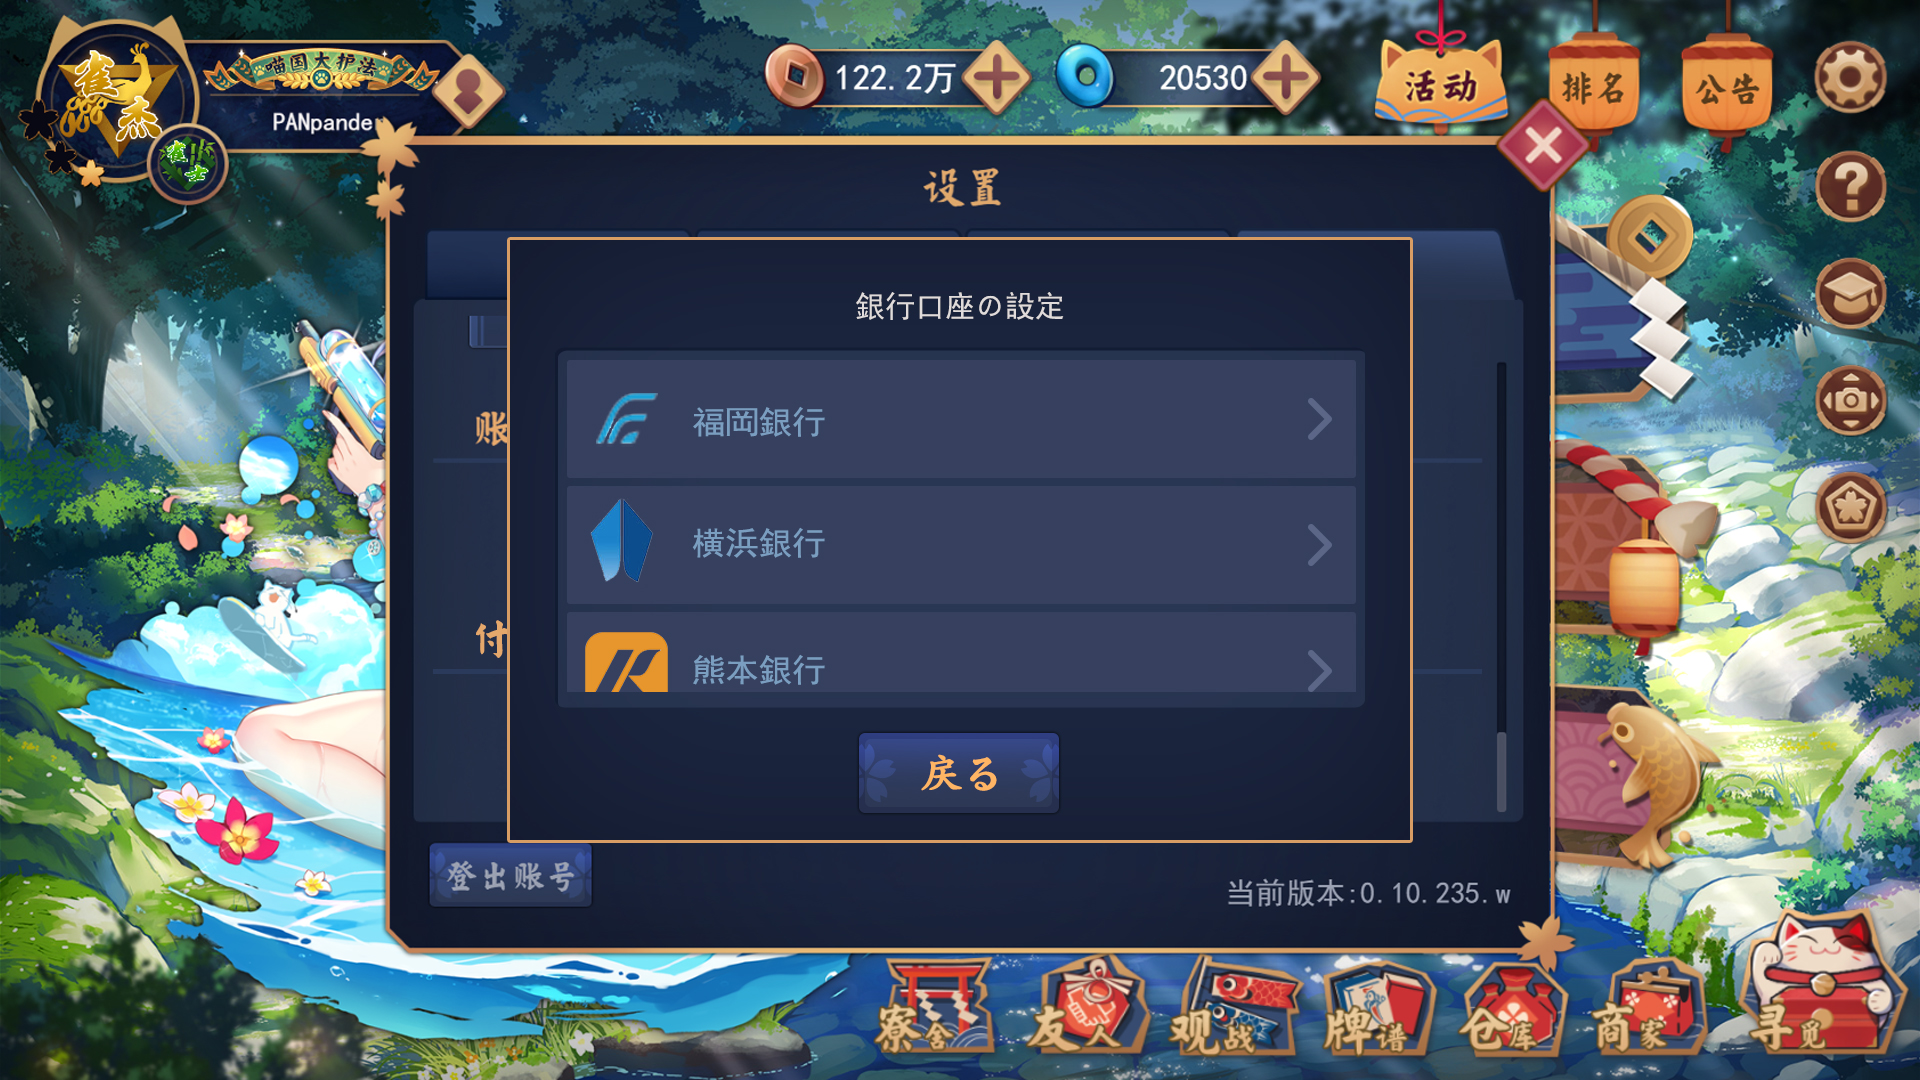 雀杰
雀士
喵国大护法
PANpande
122.2万
20530
活动
排名
公告
设置
銀行口座の設定
账
福岡銀行
横浜銀行
付
熊本銀行
戻る
登出账号
当前版本:0.10.235.w
寮舍
友人
观战
牌谱
仓库
商家
寻觅